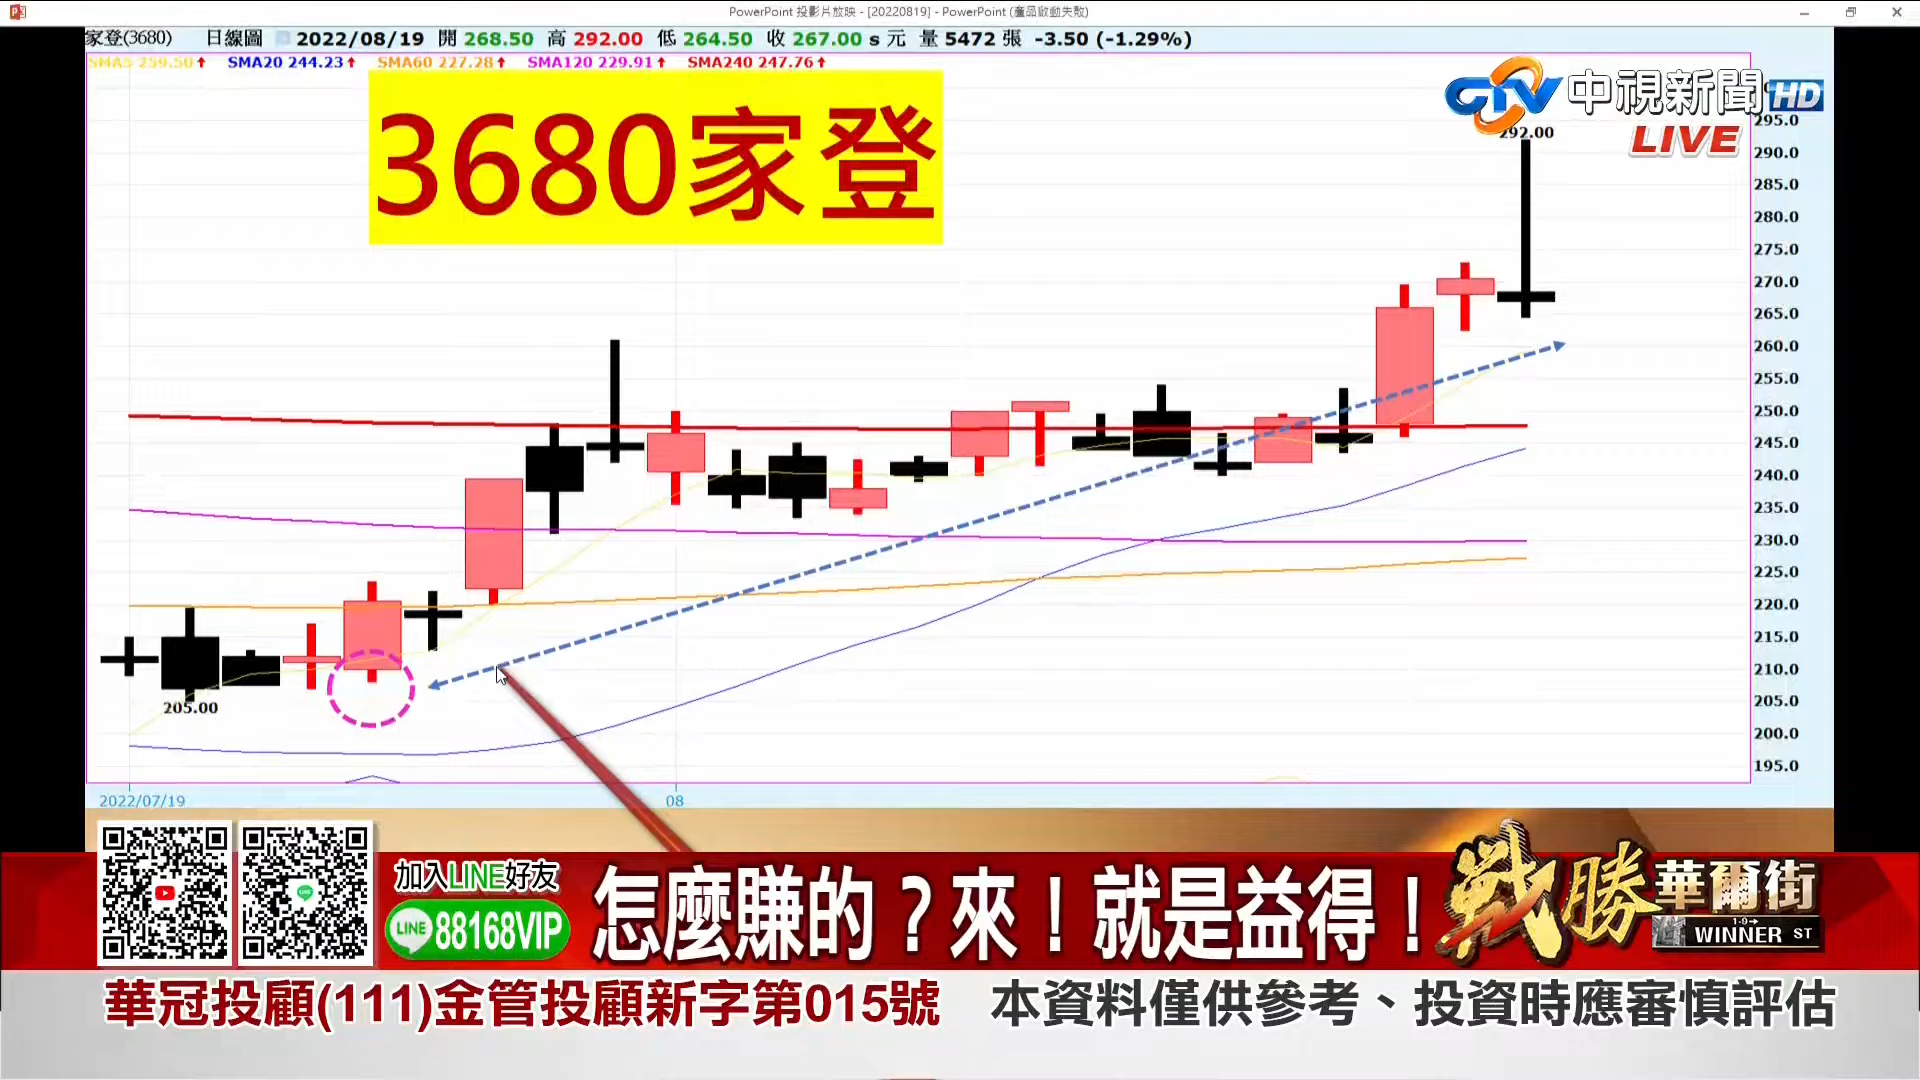 PowerPoint 投影片放映 - [20220819] - PowerPoint (產品啟動失敗)
家登(3680) 日線圖 2022/08/19 開 268.50 高 292.00 低 264.50 收 267.00 s 元 量 5472 張 -3.50 (-1.29%)
SMA5 259.50↑ SMA20 244.23↑ SMA60 227.28↑ SMA120 229.91↑ SMA240 247.76↑
3680家登
CTV 中視新聞 HD
LIVE
292.00
295.0
290.0
285.0
280.0
275.0
270.0
265.0
260.0
255.0
250.0
245.0
240.0
235.0
230.0
225.0
220.0
215.0
210.0
205.0
200.0
195.0
205.00
2022/07/19 08
加入LINE好友
LINE 88168VIP
怎麼賺的？來！就是益得！
戰勝華爾街
WINNER ST
華冠投顧(111)金管投顧新字第015號 本資料僅供參考、投資時應審慎評估